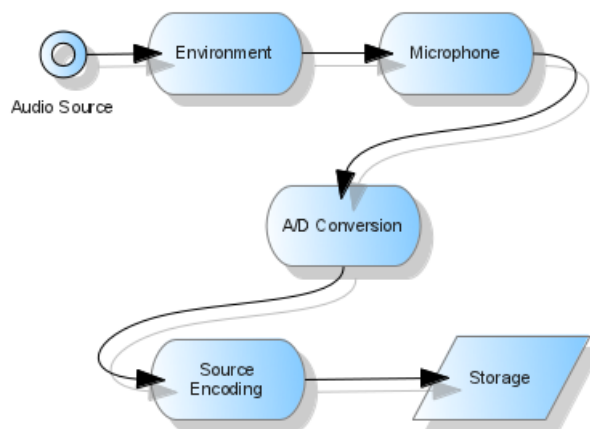 Environment
Microphone
Audio Source
A/D Conversion
Source
Encoding
Storage